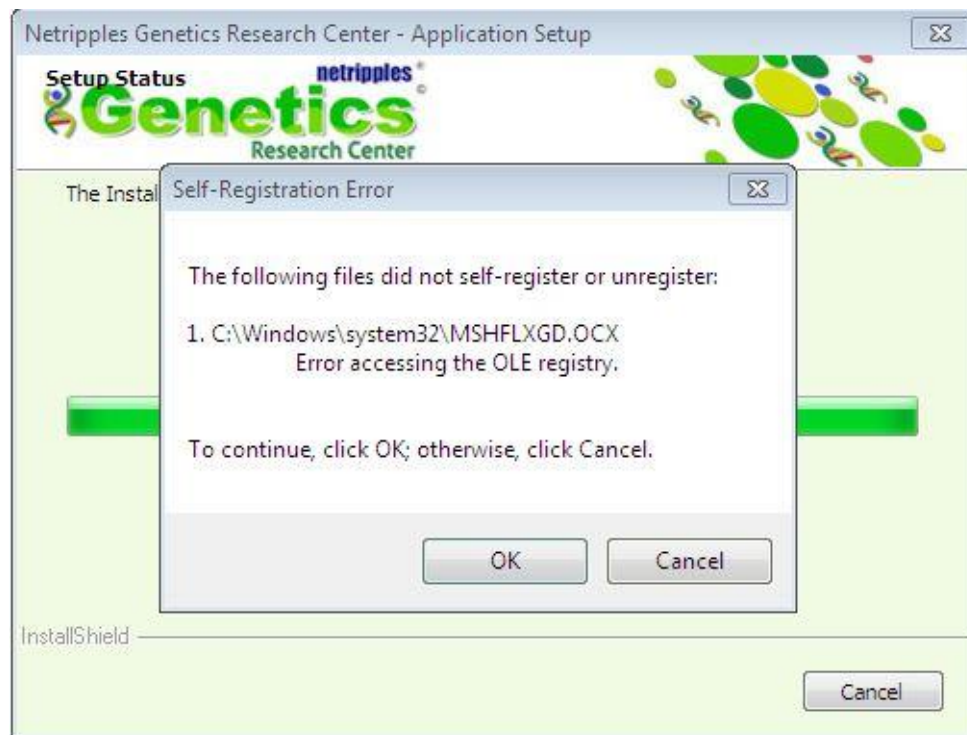 Netripples Genetics Research Center - Application Setup
Setup Status
netripples
Genetics
Research Center
The Instal
Self-Registration Error
The following files did not self-register or unregister:
1. C:\Windows\system32\MSHFLXGD.OCX
Error accessing the OLE registry.
To continue, click OK; otherwise, click Cancel.
OK Cancel
InstallShield
Cancel